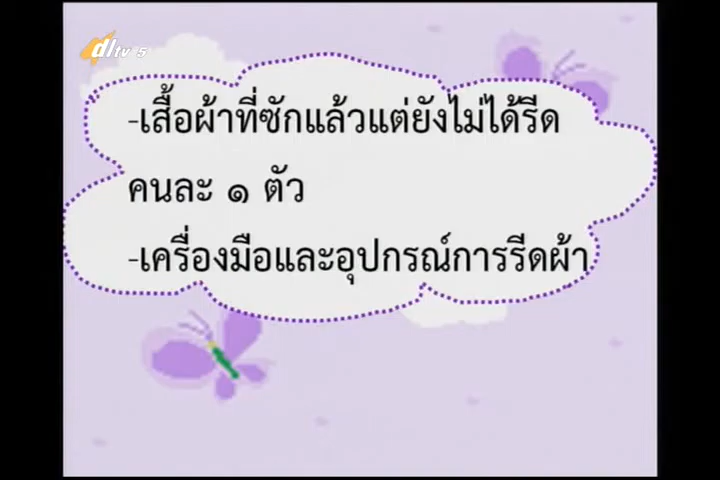 dltv 5
-เสื้อผ้าที่ซักแล้วแต่ยังไม่ได้รีด
คนละ ๑ ตัว
-เครื่องมือและอุปกรณ์การรีดผ้า